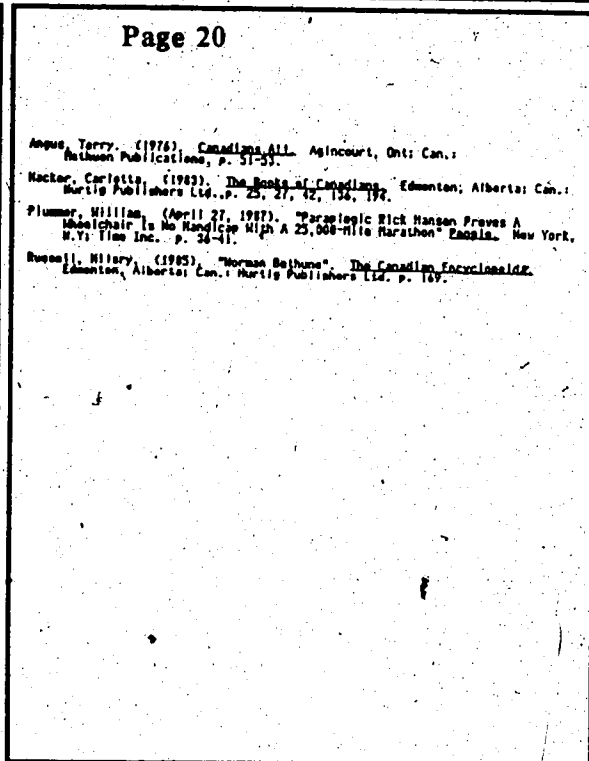 Page 20
Angus, Terry. (1976). Canadians All. Agincourt, Ont: Can.:
Methuen Publications, p. 51-53.
Hacker, Carlotta. (1983). The Books of Canadians. Edmonton; Alberta: Can.:
Hurtig Publishers Ltd., p. 25, 27, 42, 136, 194.
Plummer, William. (April 27, 1987). "Paraplegic Rick Hansen Proves A
Wheelchair Is No Handicap With A 25,000-Mile Marathon" People. New York,
N.Y: Time Inc. p. 36-41.
Russell, Hilary. (1985). "Norman Bethune". The Canadian Encyclopedia.
Edmonton, Alberta: Can.: Hurtig Publishers Ltd. p. 169.